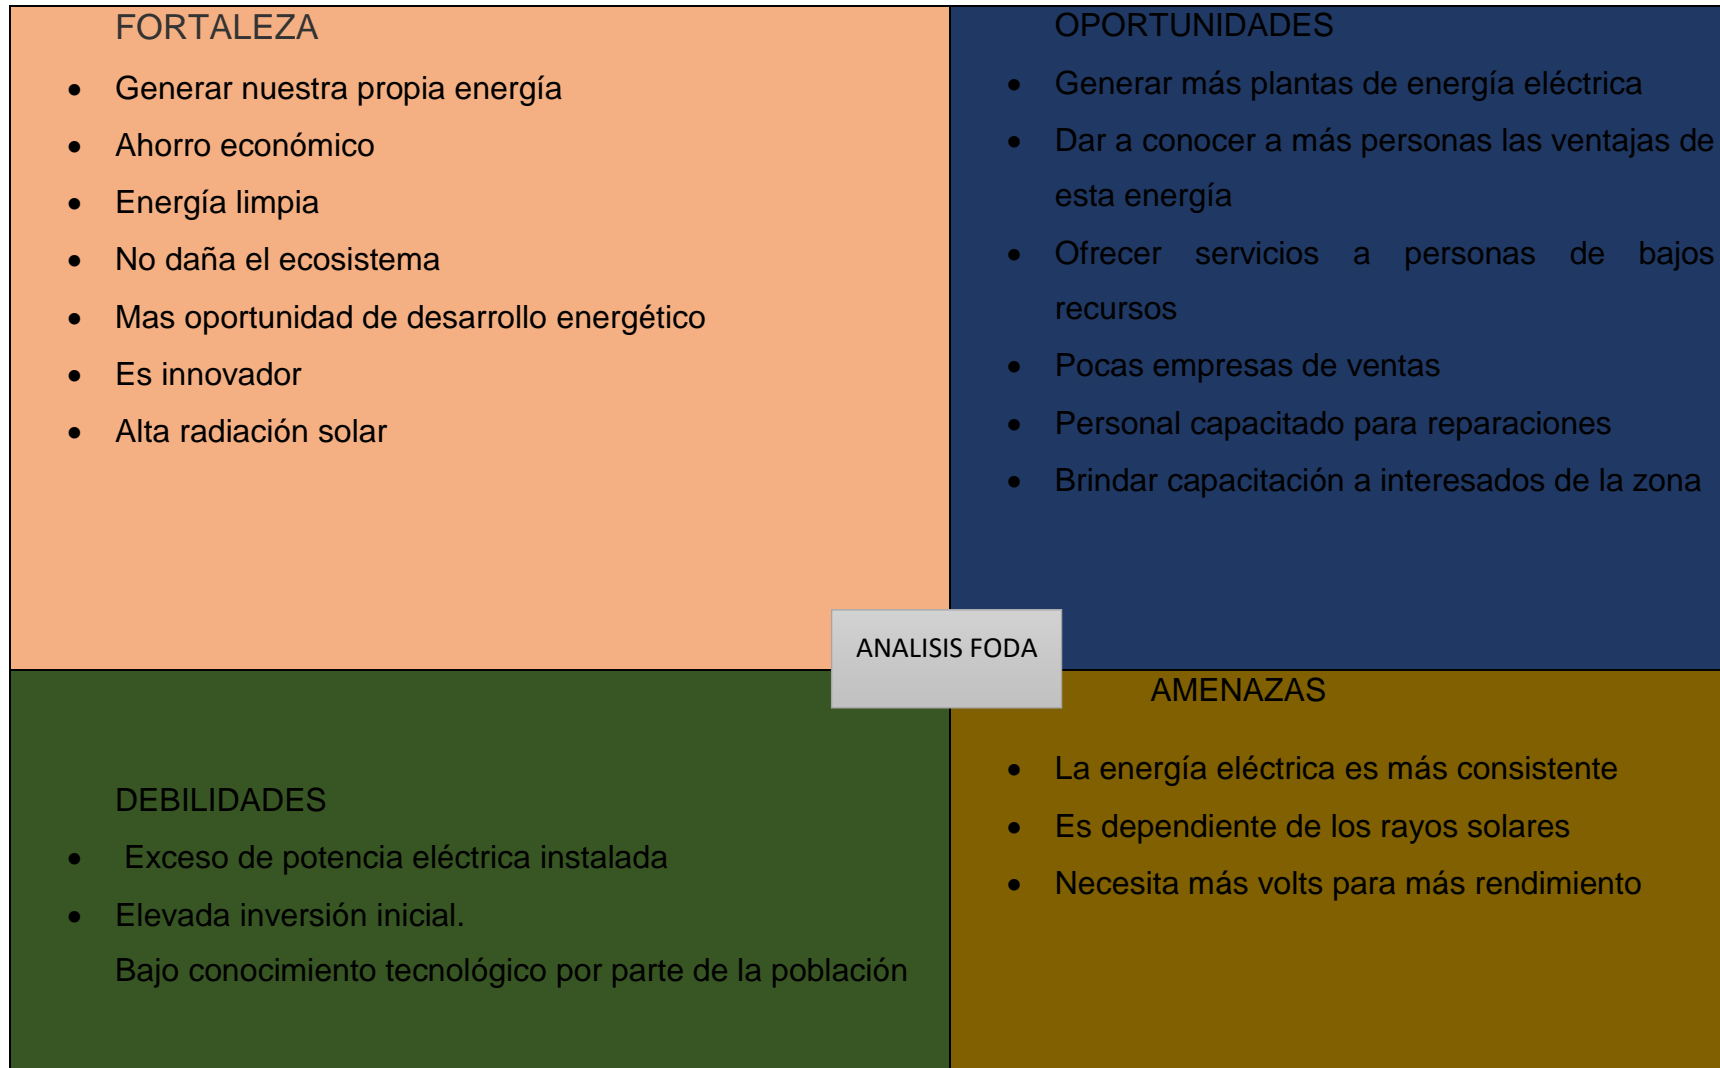 FORTALEZA
• Generar nuestra propia energía
• Ahorro económico
• Energía limpia
• No daña el ecosistema
• Mas oportunidad de desarrollo energético
• Es innovador
• Alta radiación solar
OPORTUNIDADES
• Generar más plantas de energía eléctrica
• Dar a conocer a más personas las ventajas de
esta energía
• Ofrecer servicios a personas de bajos
recursos
• Pocas empresas de ventas
• Personal capacitado para reparaciones
• Brindar capacitación a interesados de la zona
ANALISIS FODA
DEBILIDADES
• Exceso de potencia eléctrica instalada
• Elevada inversión inicial.
Bajo conocimiento tecnológico por parte de la población
AMENAZAS
• La energía eléctrica es más consistente
• Es dependiente de los rayos solares
• Necesita más volts para más rendimiento